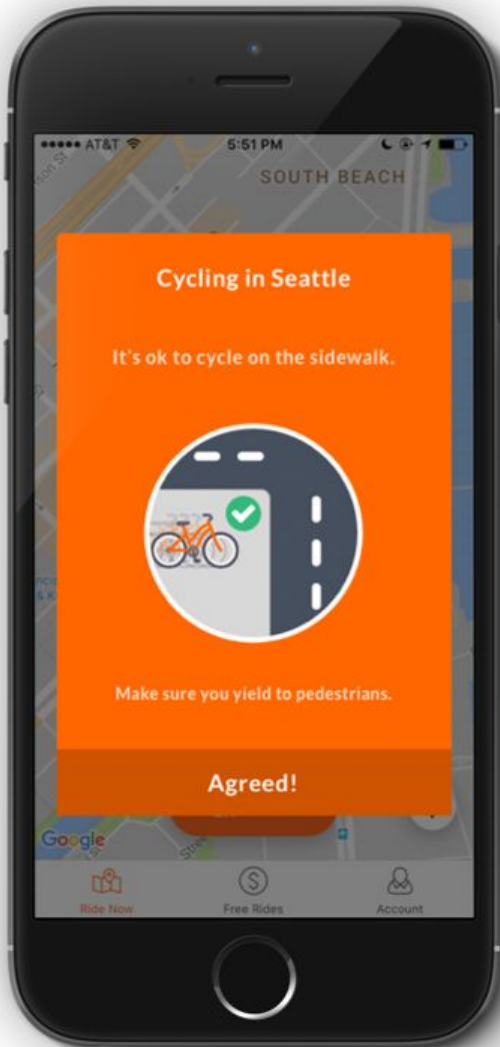 AT&T 5:51 PM
SOUTH BEACH
Cycling in Seattle
It's ok to cycle on the sidewalk.
Make sure you yield to pedestrians.
Agreed!
Google
Ride Now Free Rides Account